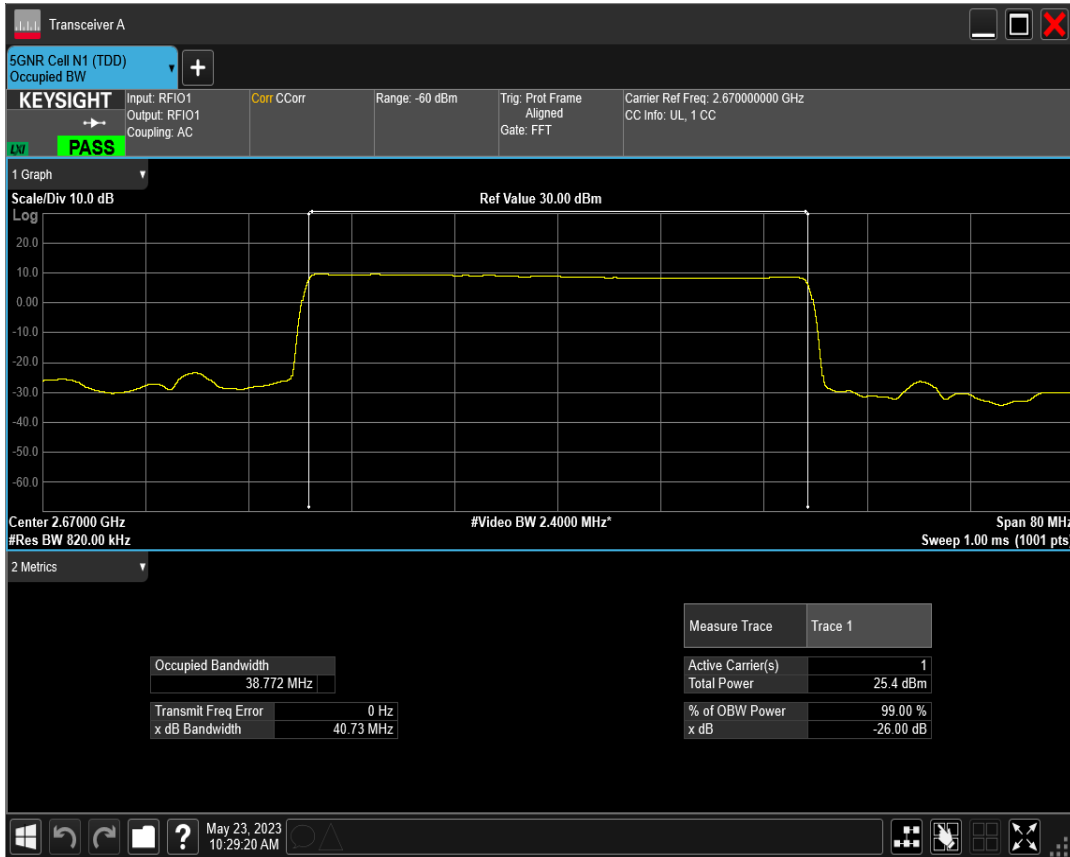 Transceiver A
5GNR Cell N1 (TDD)
Occupied BW
+
KEYSIGHT
LXI
PASS
Input: RFIO1
Output: RFIO1
Coupling: AC
Corr CCorr
Range: -60 dBm
Trig: Prot Frame
Aligned
Gate: FFT
Carrier Ref Freq: 2.670000000 GHz
CC Info: UL, 1 CC
1 Graph
Scale/Div 10.0 dB
Ref Value 30.00 dBm
Log
20.0
10.0
0.00
-10.0
-20.0
-30.0
-40.0
-50.0
-60.0
Center 2.67000 GHz
#Video BW 2.4000 MHz*
Span 80 MHz
#Res BW 820.00 kHz
Sweep 1.00 ms (1001 pts)
2 Metrics
Measure Trace Trace 1
Occupied Bandwidth
38.772 MHz
Active Carrier(s) 1
Total Power 25.4 dBm
Transmit Freq Error 0 Hz
x dB Bandwidth 40.73 MHz
% of OBW Power 99.00 %
x dB -26.00 dB
?
May 23, 2023
10:29:20 AM